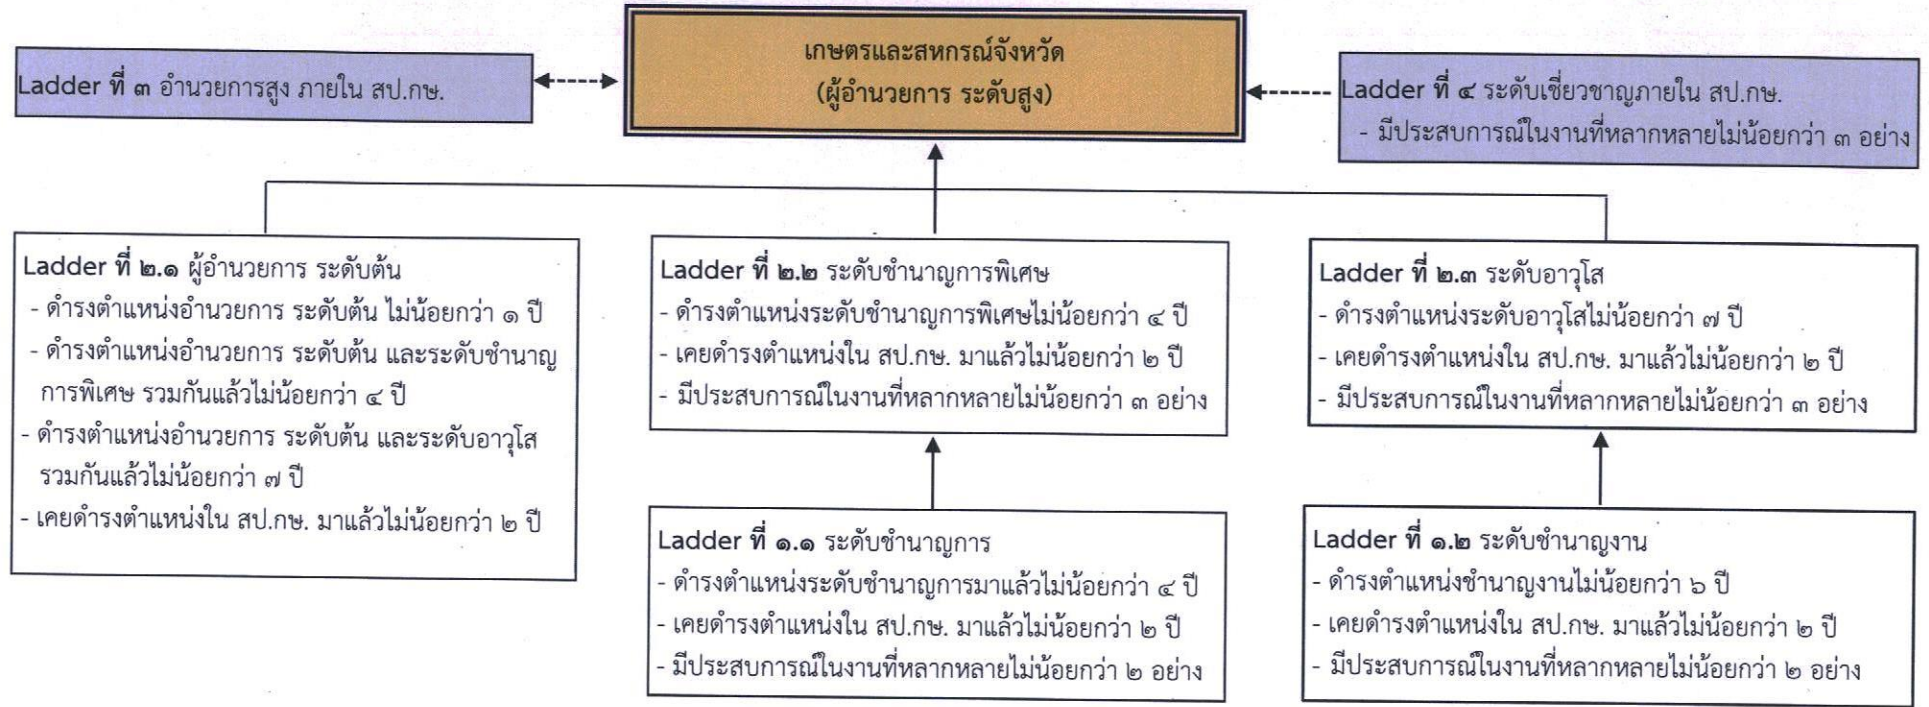 เกษตรและสหกรณ์จังหวัด
(ผู้อำนวยการ ระดับสูง)
Ladder ที่ ๓ อำนวยการสูง ภายใน สป.กษ.
Ladder ที่ ๔ ระดับเชี่ยวชาญภายใน สป.กษ.
- มีประสบการณ์ในงานที่หลากหลายไม่น้อยกว่า ๓ อย่าง
Ladder ที่ ๒.๑ ผู้อำนวยการ ระดับต้น
- ดำรงตำแหน่งอำนวยการ ระดับต้น ไม่น้อยกว่า ๑ ปี
- ดำรงตำแหน่งอำนวยการ ระดับต้น และระดับชำนาญ
การพิเศษ รวมกันแล้วไม่น้อยกว่า ๔ ปี
- ดำรงตำแหน่งอำนวยการ ระดับต้น และระดับอาวุโส
รวมกันแล้วไม่น้อยกว่า ๗ ปี
- เคยดำรงตำแหน่งใน สป.กษ. มาแล้วไม่น้อยกว่า ๒ ปี
Ladder ที่ ๒.๒ ระดับชำนาญการพิเศษ
- ดำรงตำแหน่งระดับชำนาญการพิเศษไม่น้อยกว่า ๔ ปี
- เคยดำรงตำแหน่งใน สป.กษ. มาแล้วไม่น้อยกว่า ๒ ปี
- มีประสบการณ์ในงานที่หลากหลายไม่น้อยกว่า ๓ อย่าง
Ladder ที่ ๒.๓ ระดับอาวุโส
- ดำรงตำแหน่งระดับอาวุโสไม่น้อยกว่า ๗ ปี
- เคยดำรงตำแหน่งใน สป.กษ. มาแล้วไม่น้อยกว่า ๒ ปี
- มีประสบการณ์ในงานที่หลากหลายไม่น้อยกว่า ๓ อย่าง
Ladder ที่ ๑.๑ ระดับชำนาญการ
- ดำรงตำแหน่งระดับชำนาญการมาแล้วไม่น้อยกว่า ๔ ปี
- เคยดำรงตำแหน่งใน สป.กษ. มาแล้วไม่น้อยกว่า ๒ ปี
- มีประสบการณ์ในงานที่หลากหลายไม่น้อยกว่า ๒ อย่าง
Ladder ที่ ๑.๒ ระดับชำนาญงาน
- ดำรงตำแหน่งชำนาญงานไม่น้อยกว่า ๖ ปี
- เคยดำรงตำแหน่งใน สป.กษ. มาแล้วไม่น้อยกว่า ๒ ปี
- มีประสบการณ์ในงานที่หลากหลายไม่น้อยกว่า ๒ อย่าง